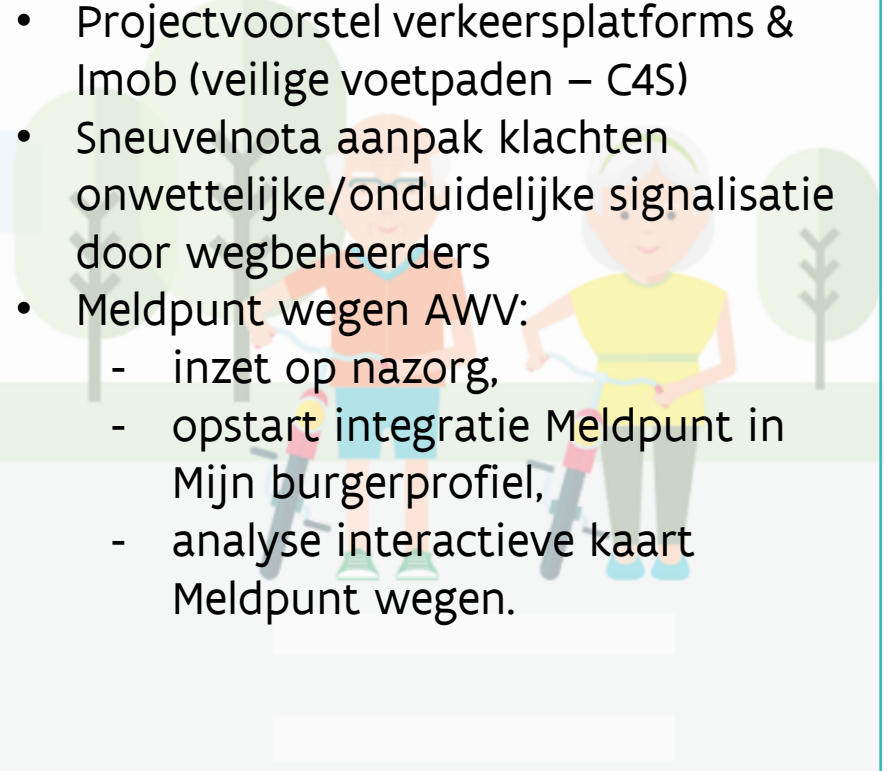 • Projectvoorstel verkeersplatforms &
Imob (veilige voetpaden – C4S)
• Sneuvelnota aanpak klachten
onwettelijke/onduidelijke signalisatie
door wegbeheerders
• Meldpunt wegen AWV:
- inzet op nazorg,
- opstart integratie Meldpunt in
Mijn burgerprofiel,
- analyse interactieve kaart
Meldpunt wegen.